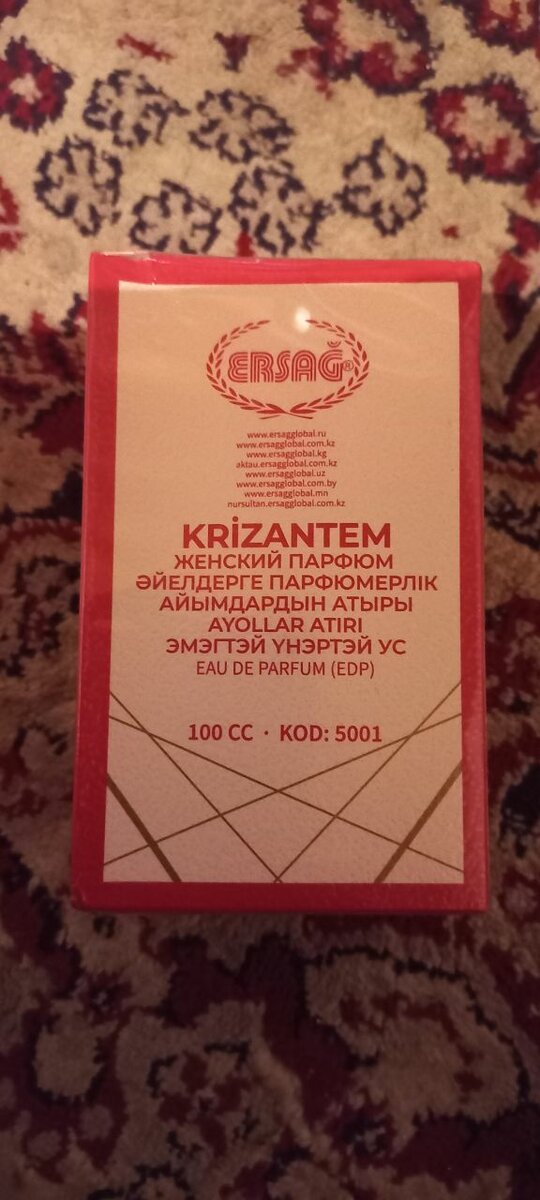 ERSAĞ®
www.ersagglobal.ru
www.ersagglobal.com.kz
www.ersagglobal.kg
aktau.ersagglobal.com.kz
www.ersagglobal.uz
www.ersagglobal.com.by
www.ersagglobal.mn
nursultan.ersagglobal.com.kz
KRİZANTEM
ЖЕНСКИЙ ПАРФЮМ
ӘЙЕЛДЕРГЕ ПАРФЮМЕРЛІК
АЙЫМДАРДЫН АТЫРЫ
AYOLLAR ATIRI
ЭМЭГТЭЙ ҮНЭРТЭЙ УС
EAU DE PARFUM (EDP)
100 CC · KOD: 5001